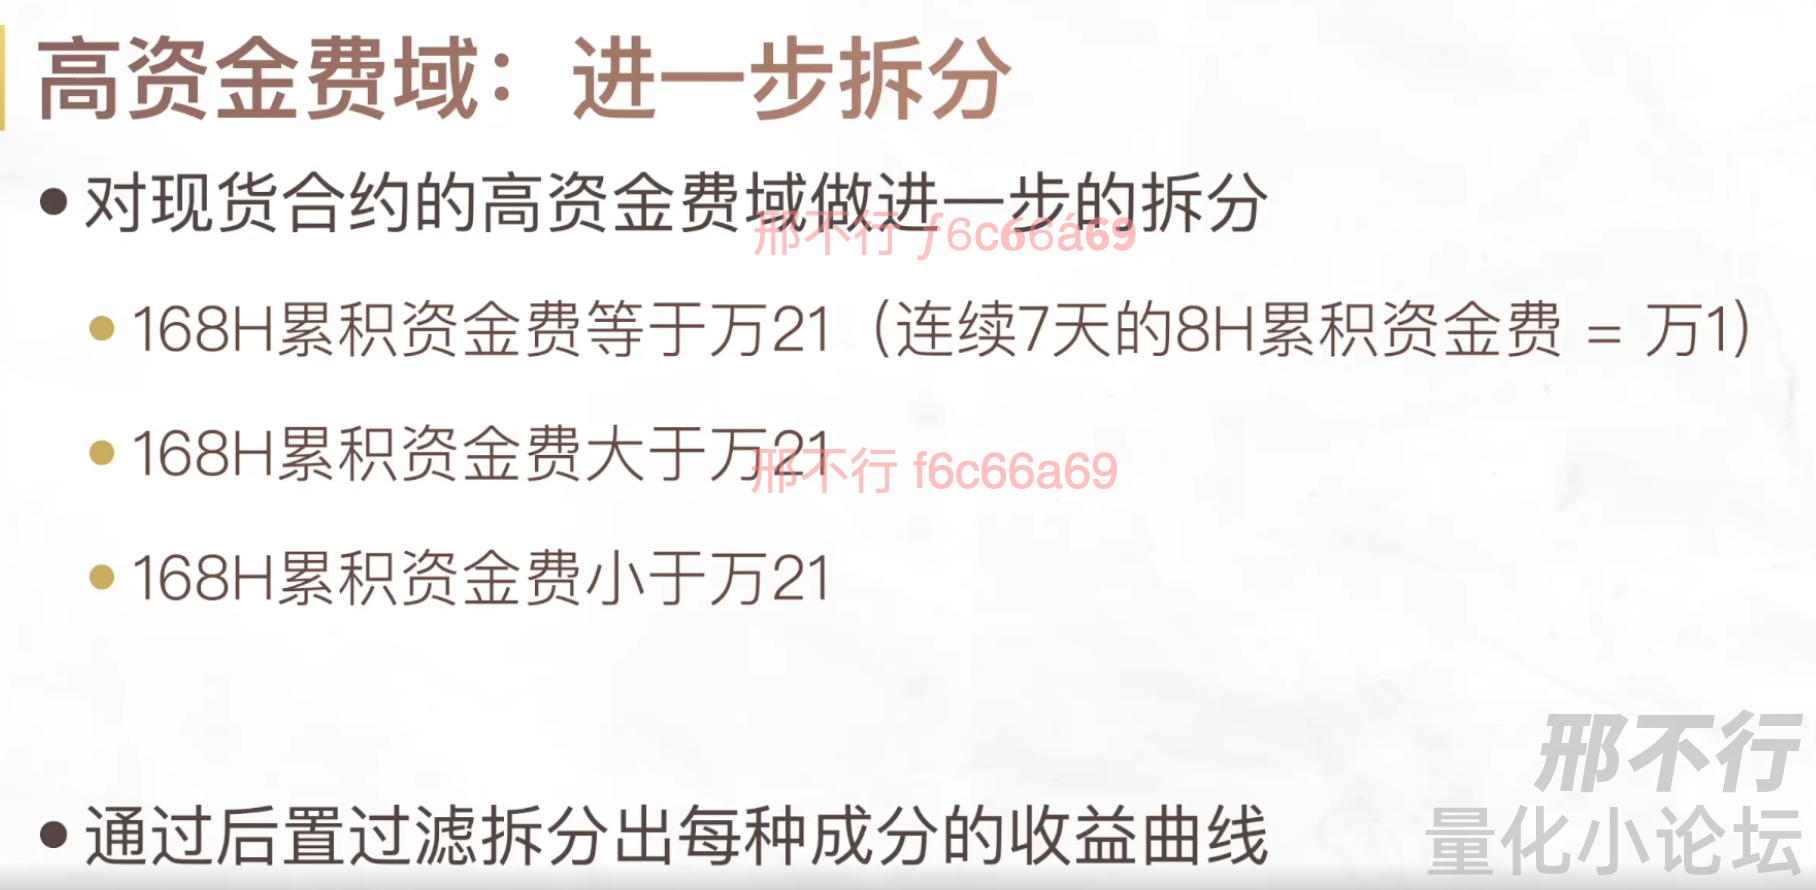 高资金费域：进一步拆分
对现货合约的高资金费域做进一步的拆分
邢不行 f6c66a69
168H累积资金费等于万21（连续7天的8H累积资金费 = 万1）
168H累积资金费大于万21
邢不行 f6c66a69
168H累积资金费小于万21
邢不行
量化小论坛
通过后置过滤拆分出每种成分的收益曲线